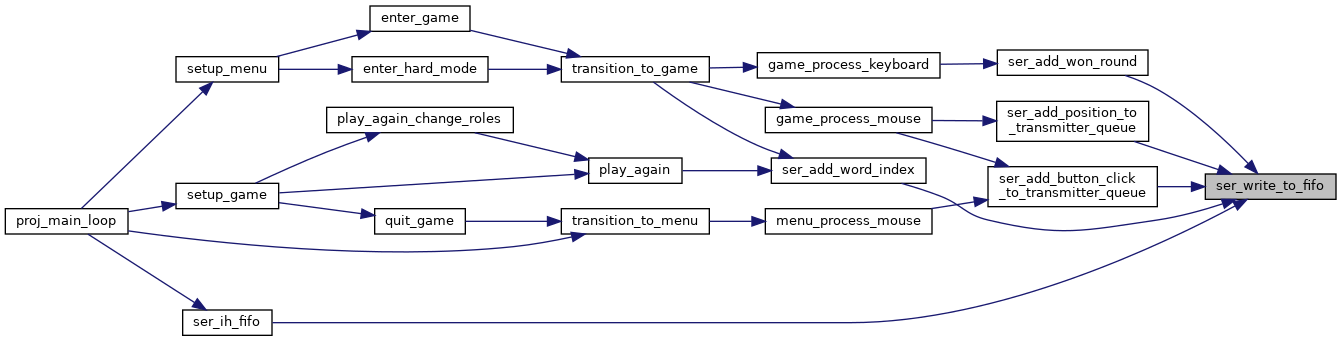 enter_game
setup_menu
enter_hard_mode
transition_to_game
game_process_keyboard
ser_add_won_round
play_again_change_roles
game_process_mouse
ser_add_position_to
_transmitter_queue
play_again
ser_add_word_index
ser_add_button_click
_to_transmitter_queue
ser_write_to_fifo
setup_game
proj_main_loop
quit_game
transition_to_menu
menu_process_mouse
ser_ih_fifo